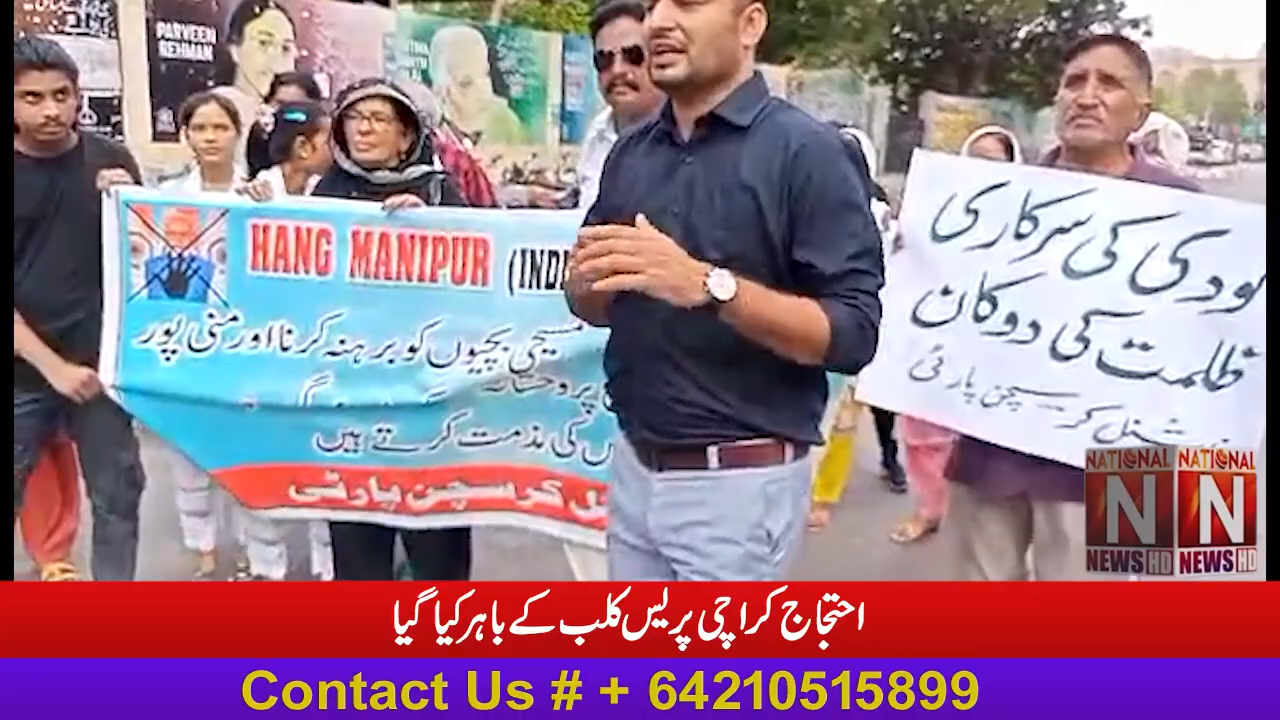 PARVEEN
REHMAN
HANG MANIPUR (INDI
مسیحی بچیوں کو برہنہ کرنا اور منی پور
کی مذمت کرتے ہیں
کرسچن پارٹی
مودی کی سرکاری
ظلمت کی دوکان
کرسچن پارٹی
NATIONAL
N
NEWS HD
NATIONAL
N
NEWS HD
احتجاج کراچی پریس کلب کے باہر کیا گیا
Contact Us # + 64210515899